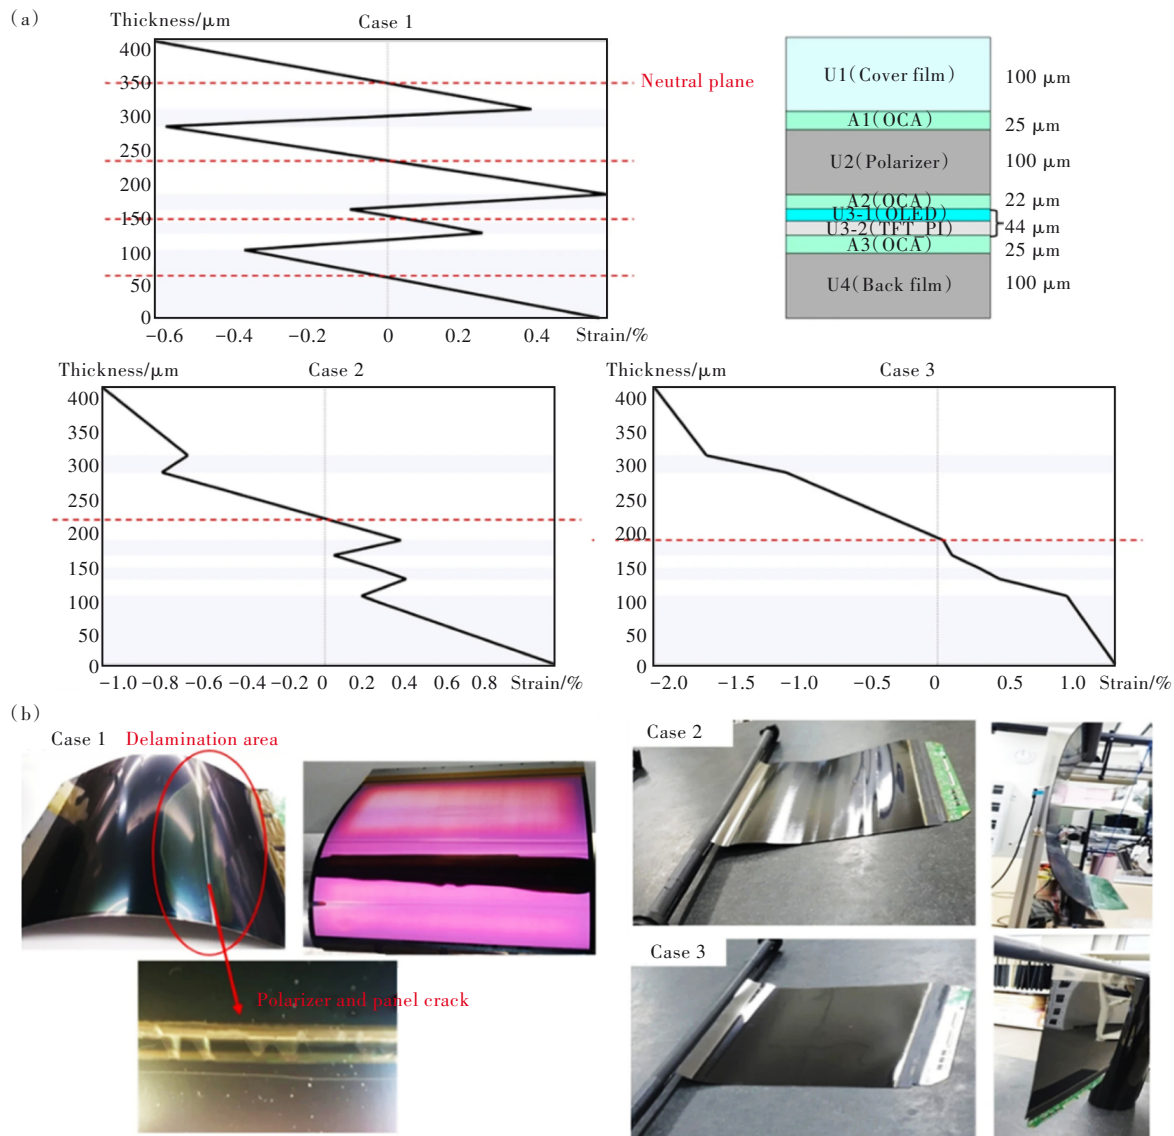 (a)
Thickness/μm
Case 1
400
350
300
250
200
150
100
50
0
−0.6
−0.4
−0.2
0
0.2
0.4
Strain/%
Neutral plane
U1(Cover film)
100 μm
A1(OCA)
25 μm
U2(Polarizer)
100 μm
A2(OCA)
22 μm
U3-1(OLED)
U3-2(TFT_PI)
44 μm
A3(OCA)
25 μm
U4(Back film)
100 μm
Thickness/μm
Case 2
400
350
300
250
200
150
100
50
0
−1.0
−0.8
−0.6
−0.4
−0.2
0
0.2
0.4
0.6
0.8
Strain/%
Thickness/μm
Case 3
400
350
300
250
200
150
100
50
0
−2.0
−1.5
−1.0
−0.5
0
0.5
1.0
Strain/%
(b)
Case 1
Delamination area
Polarizer and panel crack
Case 2
Case 3